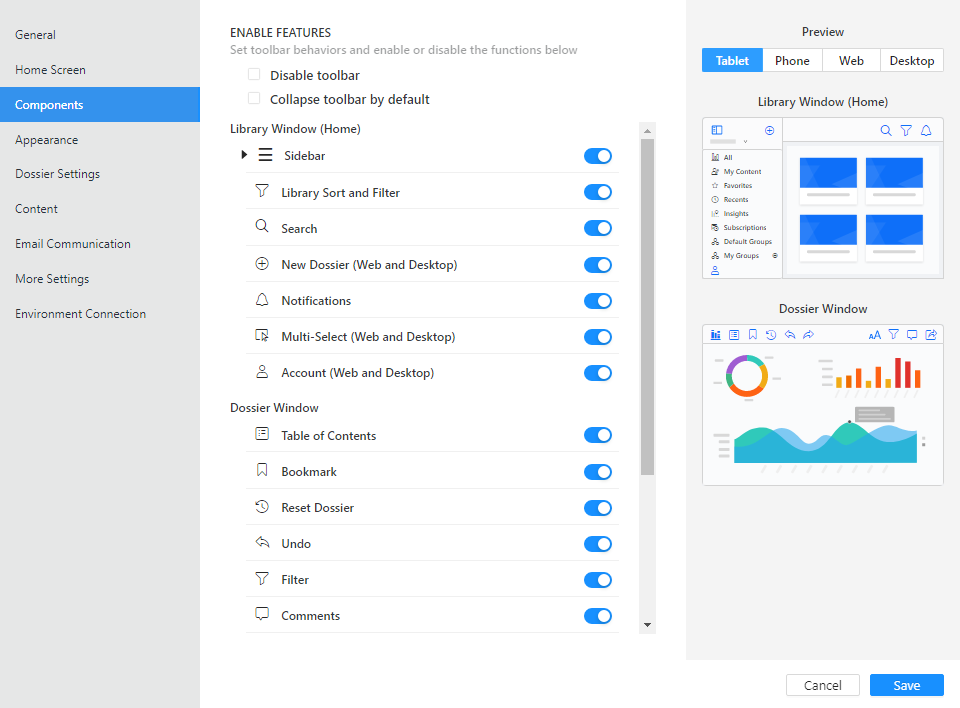 General
Home Screen
Components
Appearance
Dossier Settings
Content
Email Communication
More Settings
Environment Connection
ENABLE FEATURES
Set toolbar behaviors and enable or disable the functions below
Disable toolbar
Collapse toolbar by default
Library Window (Home)
Sidebar
Library Sort and Filter
Search
New Dossier (Web and Desktop)
Notifications
Multi-Select (Web and Desktop)
Account (Web and Desktop)
Dossier Window
Table of Contents
Bookmark
Reset Dossier
Undo
Filter
Comments
Preview
Tablet Phone Web Desktop
Library Window (Home)
All
My Content
Favorites
Recents
Insights
Subscriptions
Default Groups
My Groups
Dossier Window
AA
Cancel Save